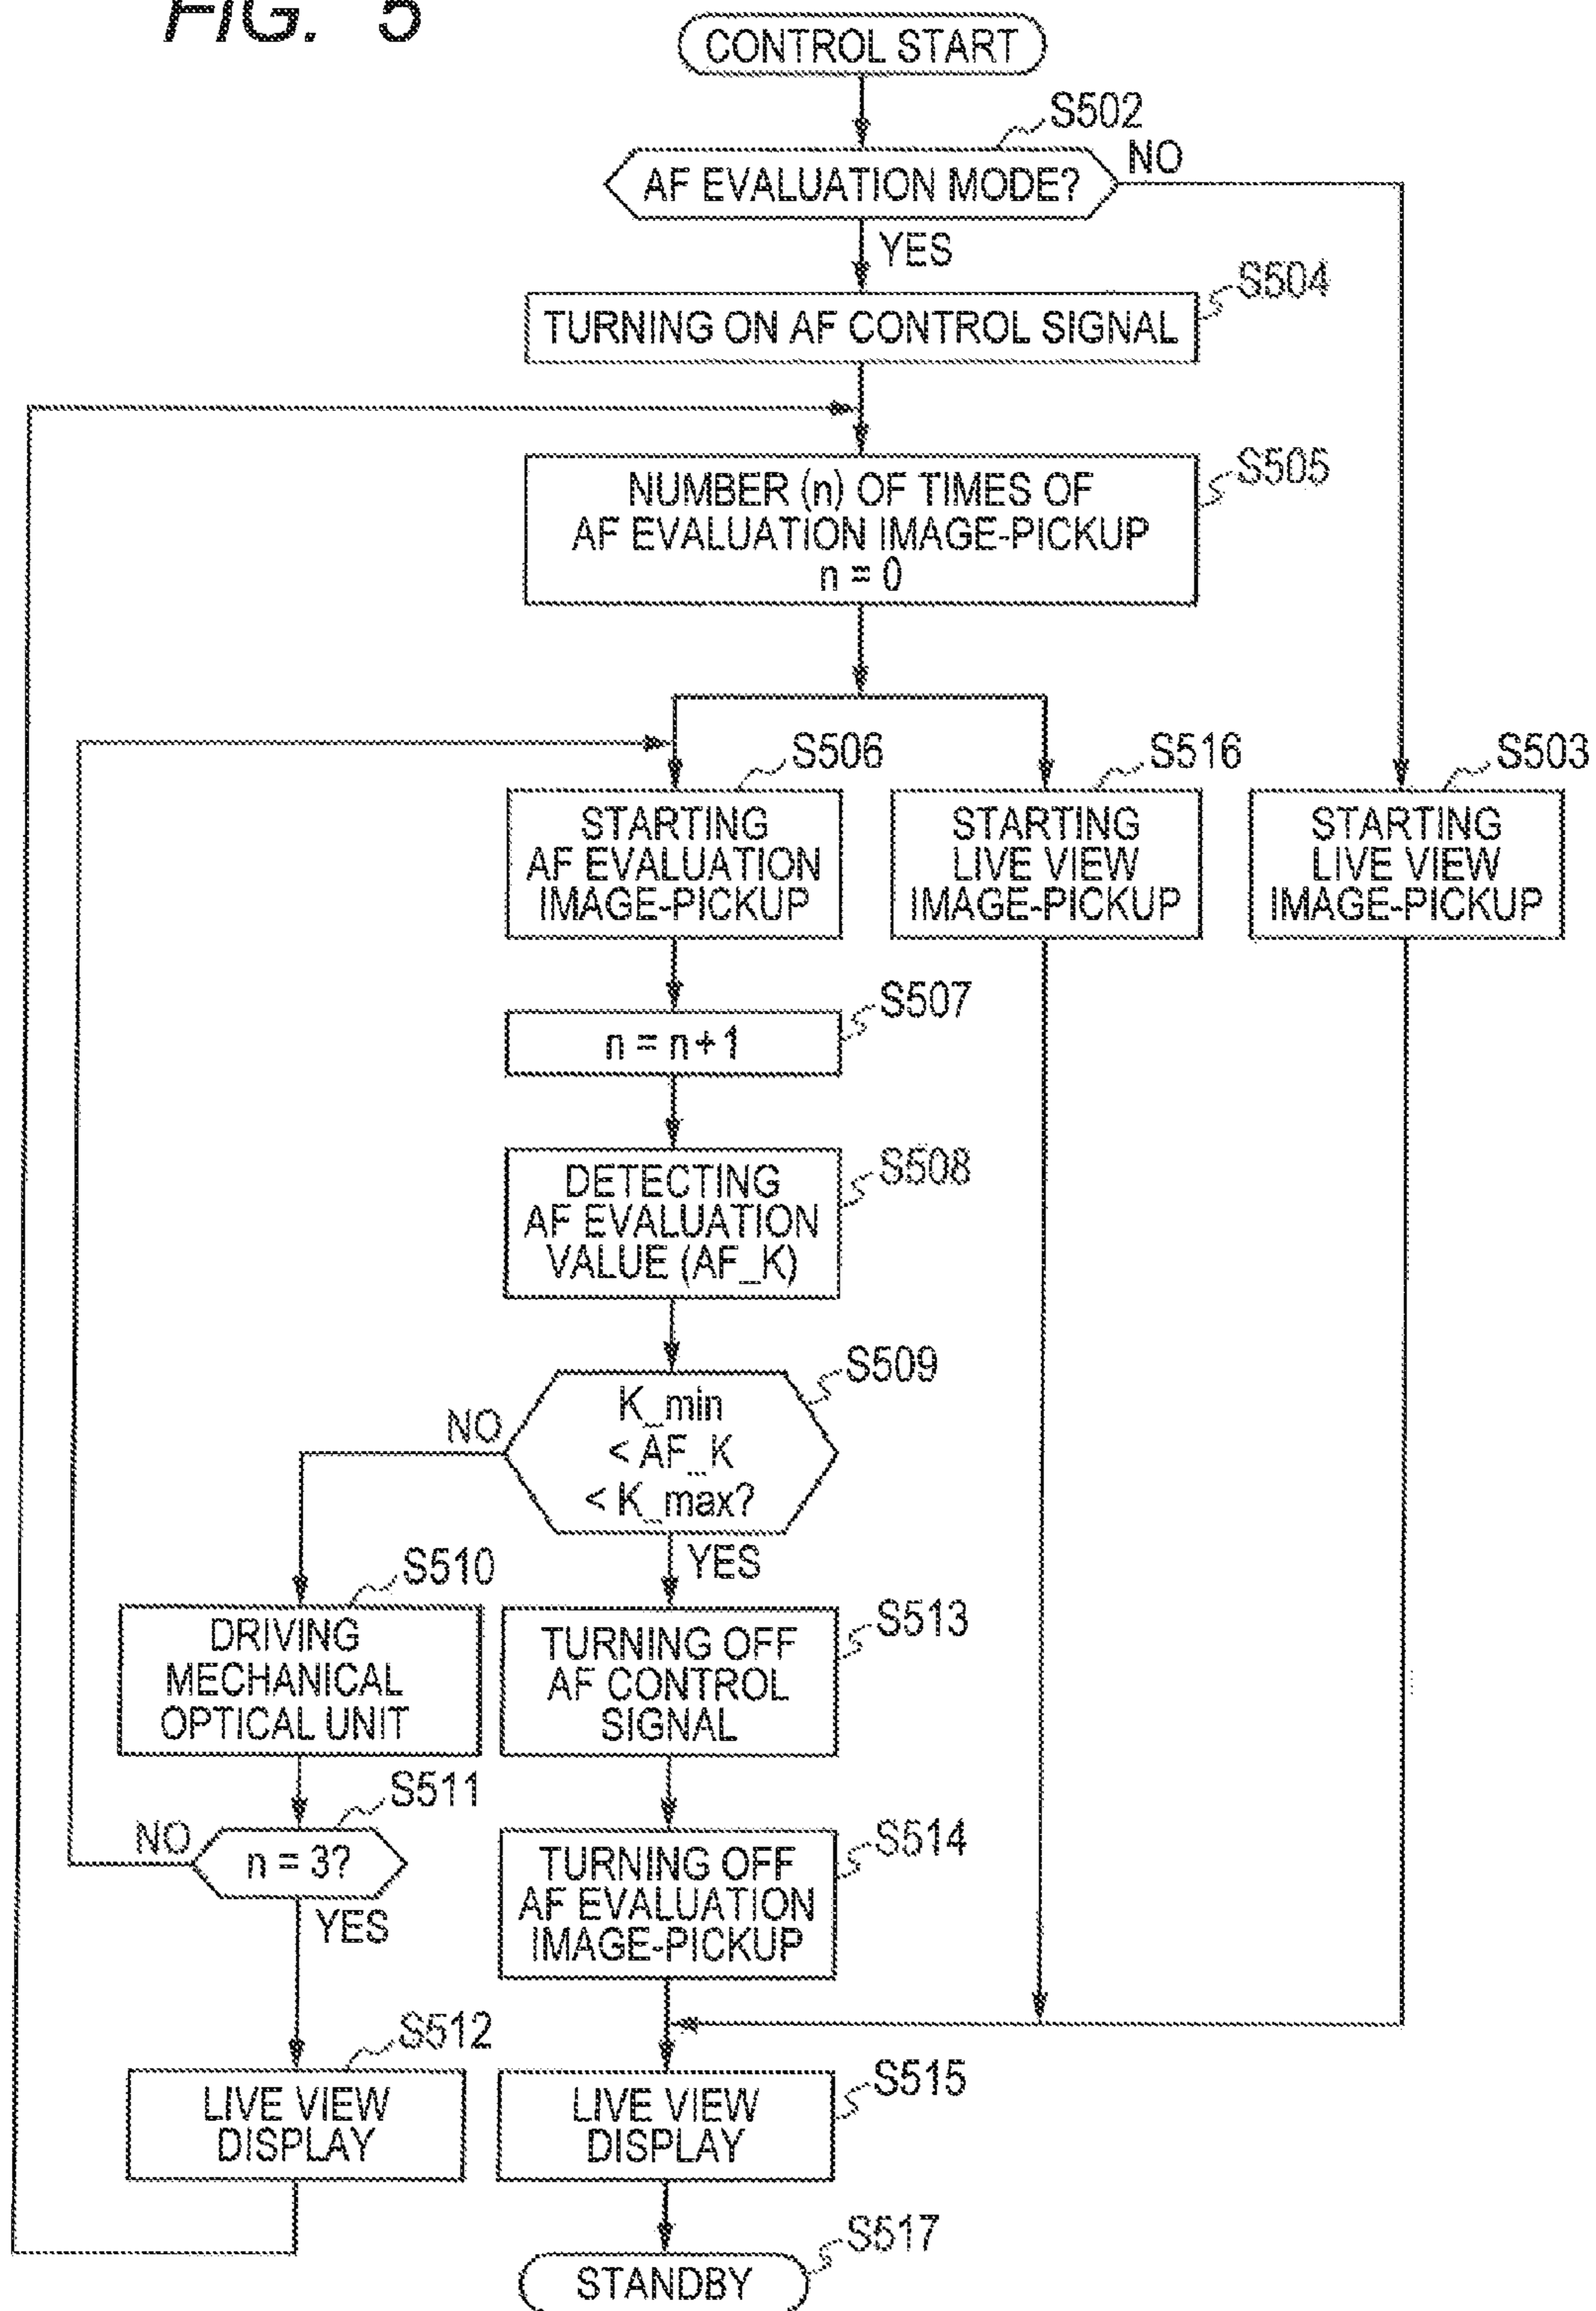 FIG. 5
CONTROL START
S502
AF EVALUATION MODE?
NO
YES
S504
TURNING ON AF CONTROL SIGNAL
S505
NUMBER (n) OF TIMES OF
AF EVALUATION IMAGE-PICKUP
n = 0
S506
S516
S503
STARTING
AF EVALUATION
IMAGE-PICKUP
STARTING
LIVE VIEW
IMAGE-PICKUP
STARTING
LIVE VIEW
IMAGE-PICKUP
S507
n = n+1
S508
DETECTING
AF EVALUATION
VALUE (AF_K)
S509
K_min
< AF_K
< K_max?
NO
YES
S510
DRIVING
MECHANICAL
OPTICAL UNIT
S513
TURNING OFF
AF CONTROL
SIGNAL
S511
n = 3?
NO
YES
S514
TURNING OFF
AF EVALUATION
IMAGE-PICKUP
S512
LIVE VIEW
DISPLAY
S515
LIVE VIEW
DISPLAY
S517
STANDBY